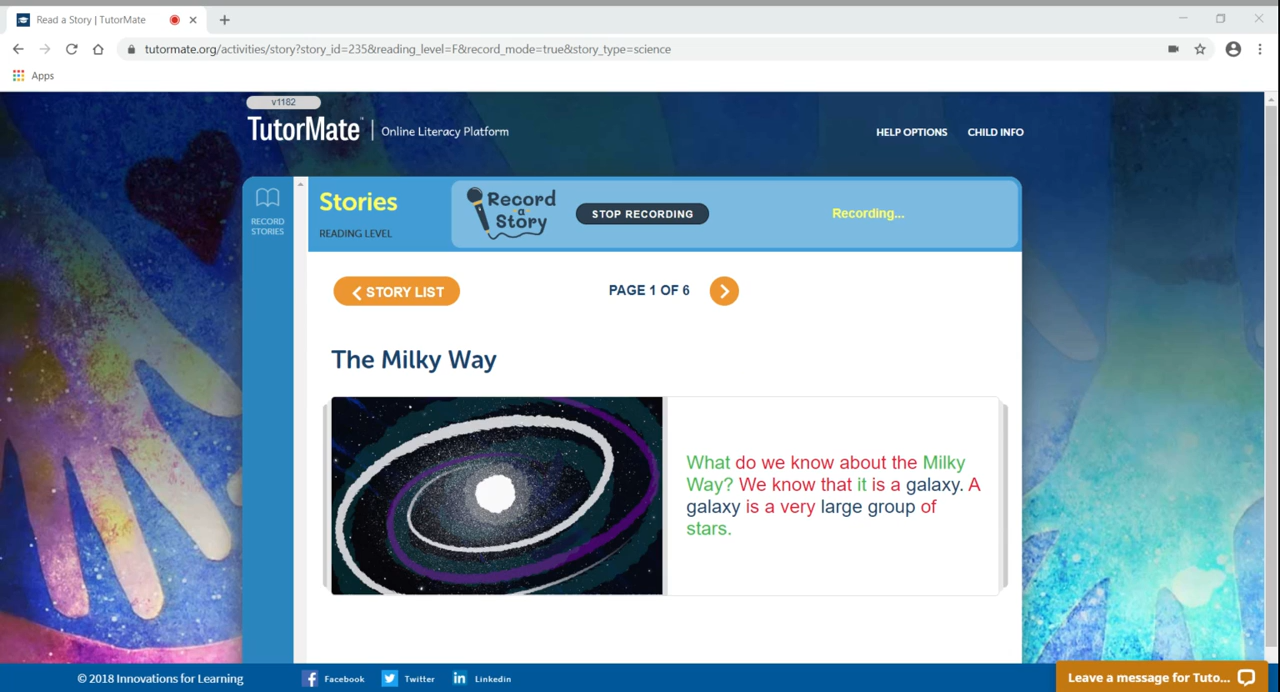 Read a Story | TutorMate
tutormate.org/activities/story?story_id=235&reading_level=F&record_mode=true&story_type=science
Apps
v1182
TutorMate | Online Literacy Platform
HELP OPTIONS CHILD INFO
RECORD
STORIES
Stories
READING LEVEL
Record
a
Story
STOP RECORDING
Recording...
STORY LIST
PAGE 1 OF 6
The Milky Way
What do we know about the Milky
Way? We know that it is a galaxy. A
galaxy is a very large group of
stars.
© 2018 Innovations for Learning
Facebook
Twitter
in Linkedin
Leave a message for Tuto...